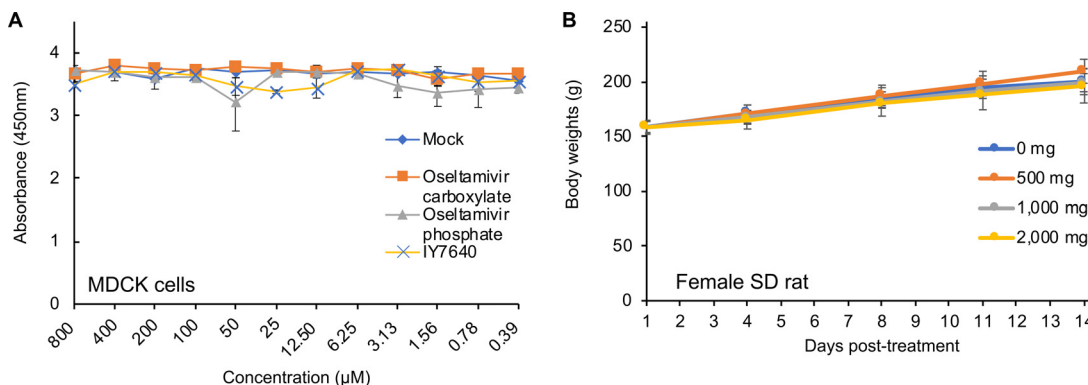 A
Absorbance (450nm)
4
3
2
1
0
Mock
Oseltamivir
carboxylate
Oseltamivir
phosphate
IY7640
MDCK cells
800
400
200
100
50
25
12.50
6.25
3.13
1.56
0.78
0.39
Concentration (µM)
B
Body weights (g)
250
200
150
100
50
0
0 mg
500 mg
1,000 mg
2,000 mg
Female SD rat
1 2 3 4 5 6 7 8 9 10 11 12 13 14
Days post-treatment